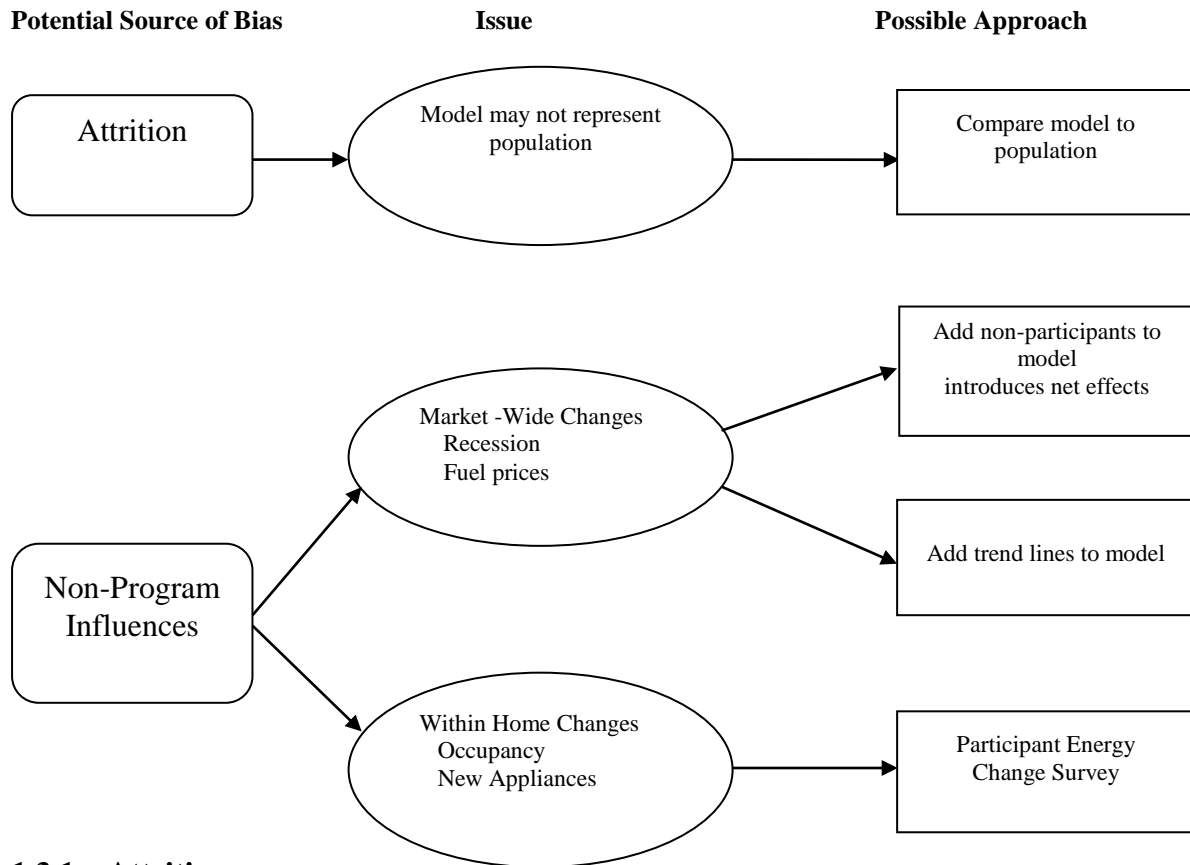 Potential Source of Bias Issue Possible Approach
Attrition
Model may not represent
population
Compare model to
population
Non-Program
Influences
Market -Wide Changes
Recession
Fuel prices
Add non-participants to
model
introduces net effects
Add trend lines to model
Within Home Changes
Occupancy
New Appliances
Participant Energy
Change Survey